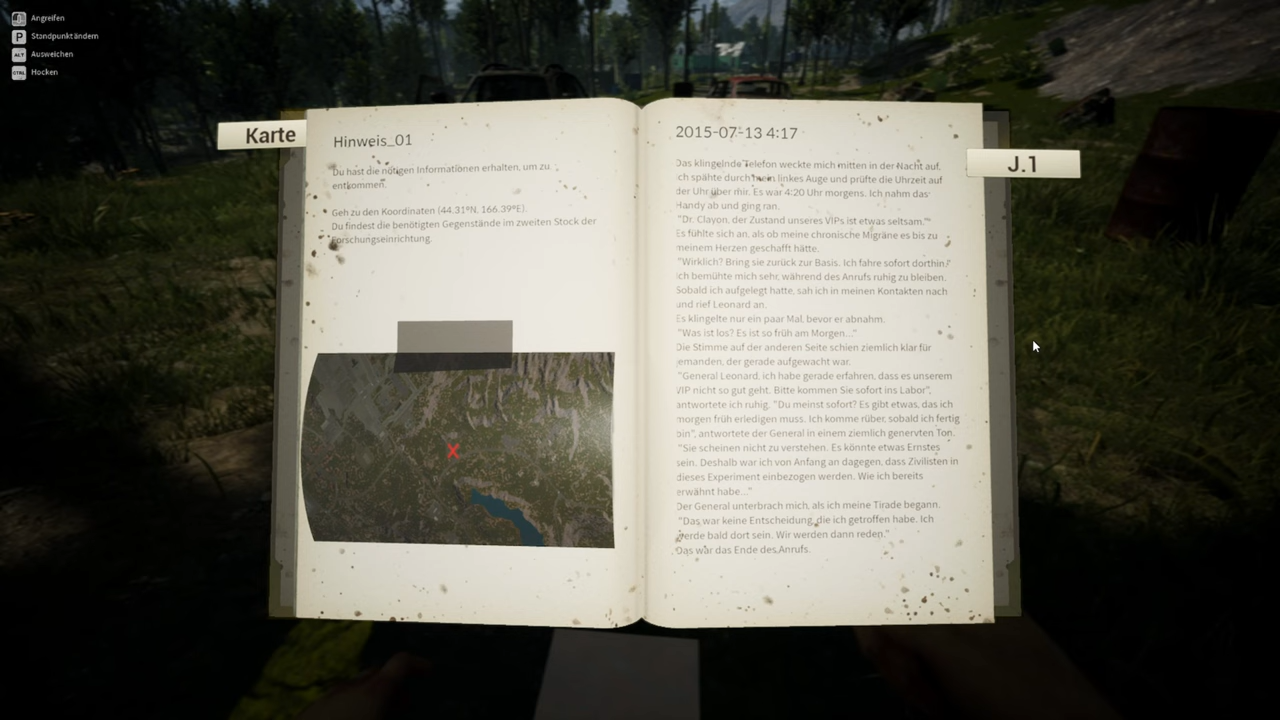 Angreifen
P Standpunkt ändern
ALT Ausweichen
CTRL Hocken
Karte
Hinweis_01
Du hast die nötigen Informationen erhalten, um zu
entkommen.
Geh zu den Koordinaten (44.31ºN, 166.39ºE).
Du findest die benötigten Gegenstände im zweiten Stock der
Forschungseinrichtung.
X
2015-07-13 4:17
J.1
Das klingelnde Telefon weckte mich mitten in der Nacht auf.
Ich spähte durch mein linkes Auge und prüfte die Uhrzeit auf
der Uhr über mir. Es war 4:20 Uhr morgens. Ich nahm das
Handy ab und ging ran.
"Dr. Clayon, der Zustand unseres VIPs ist etwas seltsam."
Es fühlte sich an, als ob meine chronische Migräne es bis zu
meinem Herzen geschafft hätte.
"Wirklich? Bring sie zurück zur Basis. Ich fahre sofort dorthin."
Ich bemühte mich sehr, während des Anrufs ruhig zu bleiben.
Sobald ich aufgelegt hatte, sah ich in meinen Kontakten nach
und rief Leonard an.
Es klingelte nur ein paar Mal, bevor er abnahm.
"Was ist los? Es ist so früh am Morgen..."
Die Stimme auf der anderen Seite schien ziemlich klar für
jemanden, der gerade aufgewacht war.
"General Leonard, ich habe gerade erfahren, dass es unserem
VIP nicht so gut geht. Bitte kommen Sie sofort ins Labor",
antwortete ich ruhig. "Du meinst sofort? Es gibt etwas, das ich
morgen früh erledigen muss. Ich komme rüber, sobald ich fertig
bin", antwortete der General in einem ziemlich genervten Ton.
"Sie scheinen nicht zu verstehen. Es könnte etwas Ernstes
sein. Deshalb war ich von Anfang an dagegen, dass Zivilisten in
dieses Experiment einbezogen werden. Wie ich bereits
erwähnt habe..."
Der General unterbrach mich, als ich meine Tirade begann.
"Das war keine Entscheidung, die ich getroffen habe. Ich
werde bald dort sein. Wir werden dann reden."
Das war das Ende des Anrufs.